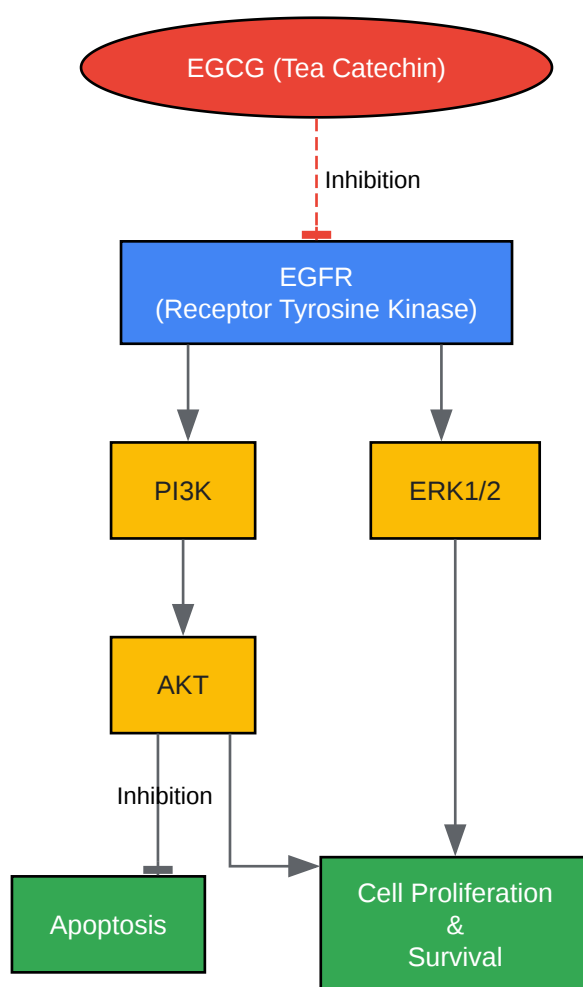 EGCG (Tea Catechin)
Inhibition
EGFR
(Receptor Tyrosine Kinase)
PI3K
ERK1/2
AKT
Inhibition
Apoptosis
Cell Proliferation
&
Survival